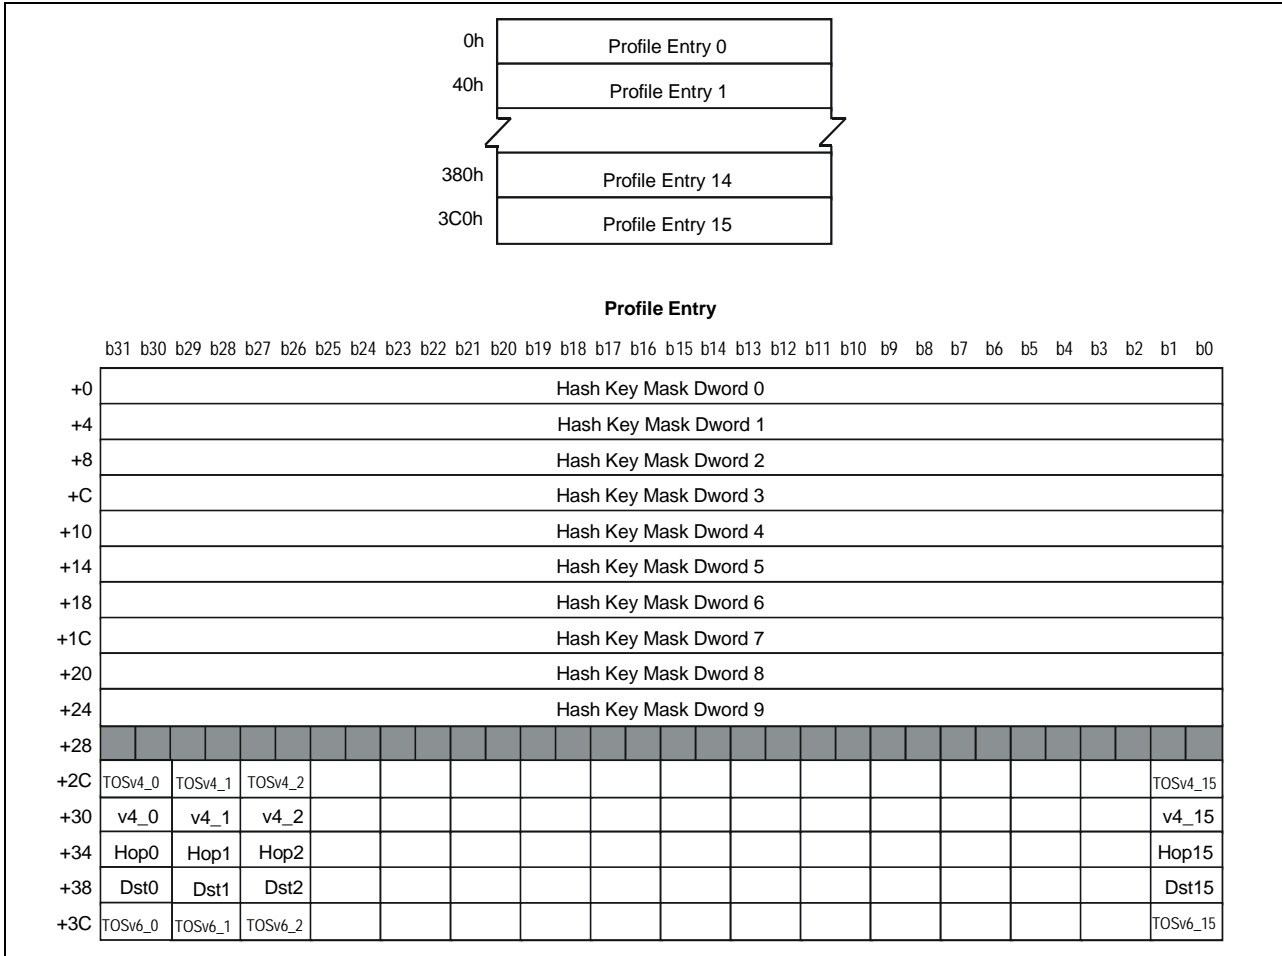 0h Profile Entry 0
40h Profile Entry 1
380h Profile Entry 14
3C0h Profile Entry 15
Profile Entry
b31 b30 b29 b28 b27 b26 b25 b24 b23 b22 b21 b20 b19 b18 b17 b16 b15 b14 b13 b12 b11 b10 b9 b8 b7 b6 b5 b4 b3 b2 b1 b0
+0 Hash Key Mask Dword 0
+4 Hash Key Mask Dword 1
+8 Hash Key Mask Dword 2
+C Hash Key Mask Dword 3
+10 Hash Key Mask Dword 4
+14 Hash Key Mask Dword 5
+18 Hash Key Mask Dword 6
+1C Hash Key Mask Dword 7
+20 Hash Key Mask Dword 8
+24 Hash Key Mask Dword 9
+28
+2C TOSv4_0 TOSv4_1 TOSv4_2 TOSv4_15
+30 v4_0 v4_1 v4_2 v4_15
+34 Hop0 Hop1 Hop2 Hop15
+38 Dst0 Dst1 Dst2 Dst15
+3C TOSv6_0 TOSv6_1 TOSv6_2 TOSv6_15